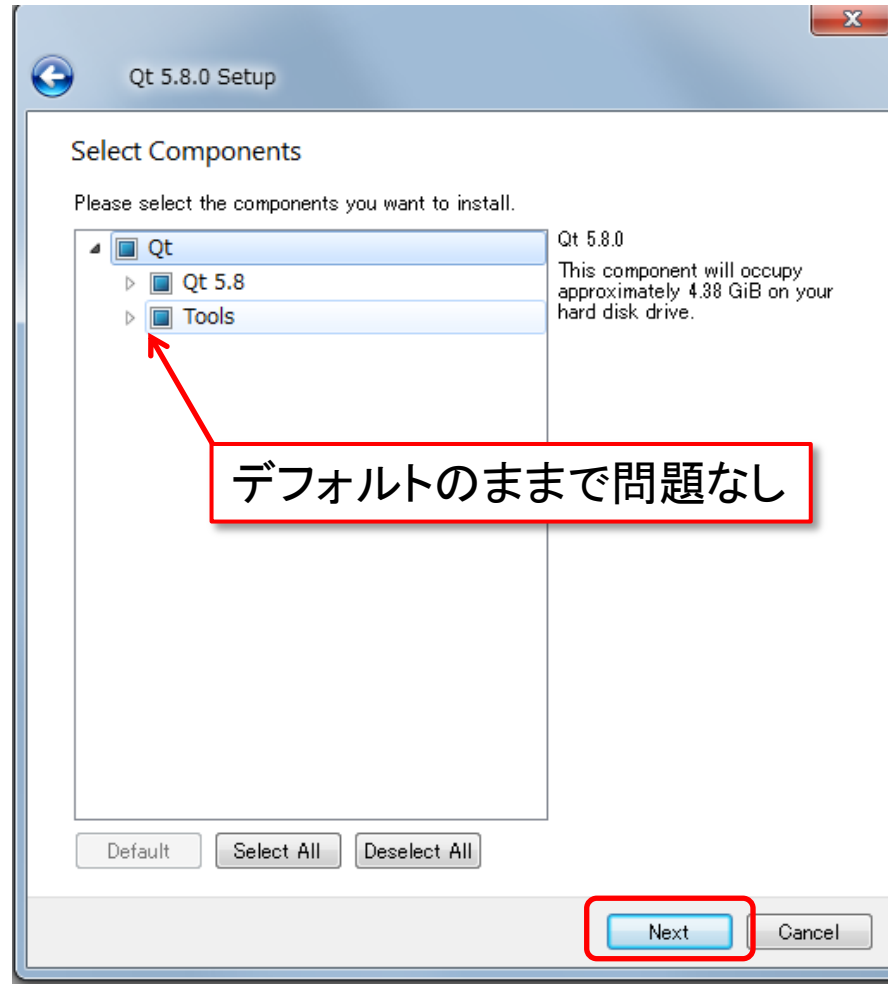 Qt 5.8.0 Setup
Select Components
Please select the components you want to install.
Qt
Qt 5.8
Tools
Qt 5.8.0
This component will occupy
approximately 4.38 GiB on your
hard disk drive.
デフォルトのままで問題なし
Default
Select All
Deselect All
Next
Cancel